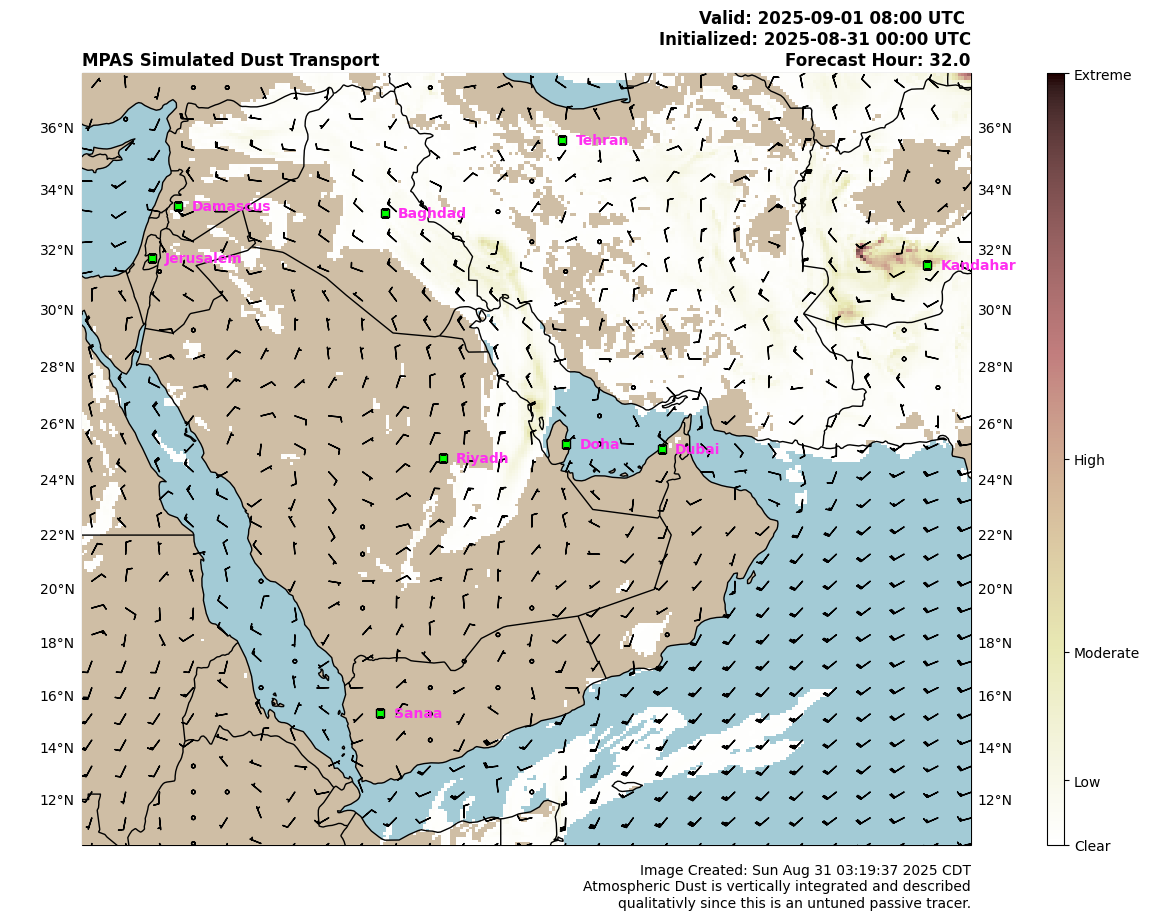 Valid: 2025-09-01 08:00 UTC
Initialized: 2025-08-31 00:00 UTC
MPAS Simulated Dust Transport
Forecast Hour: 32.0
Extreme
36°N
36°N
Tehran
34°N
34°N
Damascus
Baghdad
32°N
32°N
Jerusalem
Kandahar
30°N
30°N
28°N
28°N
26°N
26°N
Doha
Dubai
Riyadh
High
24°N
24°N
22°N
22°N
20°N
20°N
18°N
18°N
Moderate
16°N
16°N
Sanaa
14°N
14°N
Low
12°N
12°N
Clear
Image Created: Sun Aug 31 03:19:37 2025 CDT
Atmospheric Dust is vertically integrated and described
qualitativly since this is an untuned passive tracer.